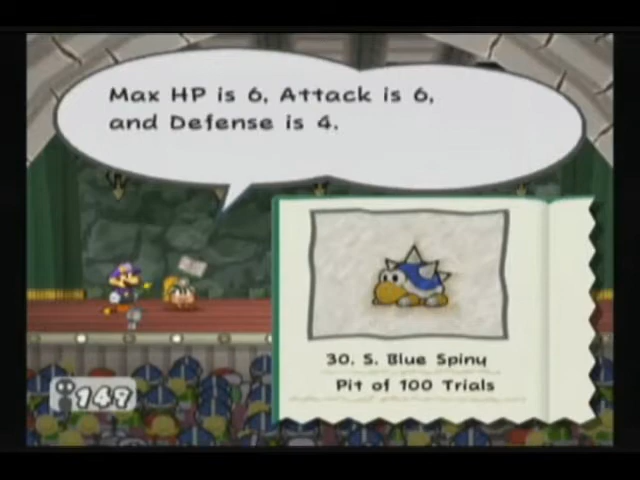 Max HP is 6, Attack is 6,
and Defense is 4.
30. S. Blue Spiny
Pit of 100 Trials
149